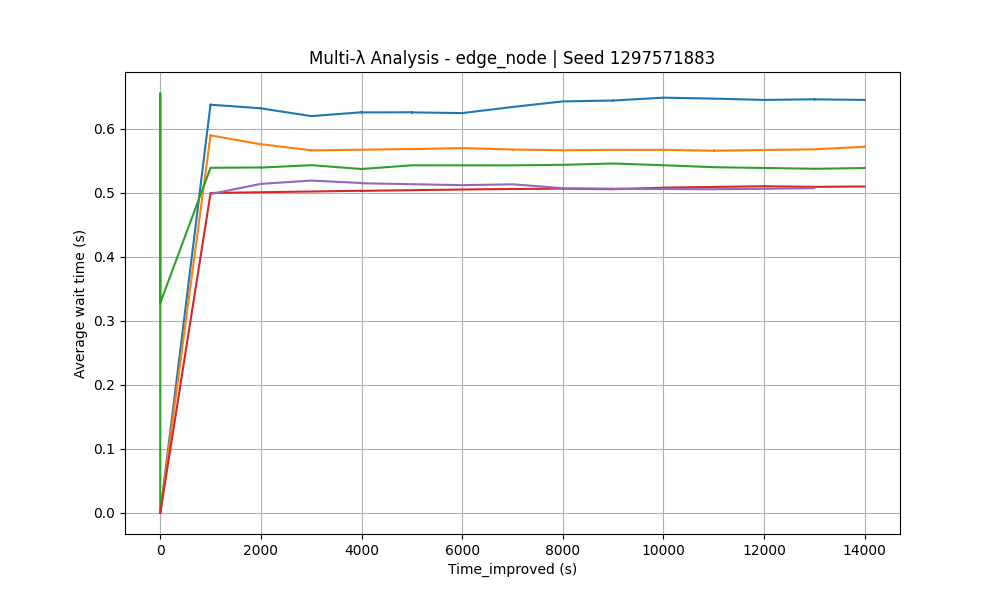 Multi-λ Analysis - edge_node | Seed 1297571883
Average wait time (s)
0.6
0.5
0.4
0.3
0.2
0.1
0.0
0 2000 4000 6000 8000 10000 12000 14000
Time_improved (s)